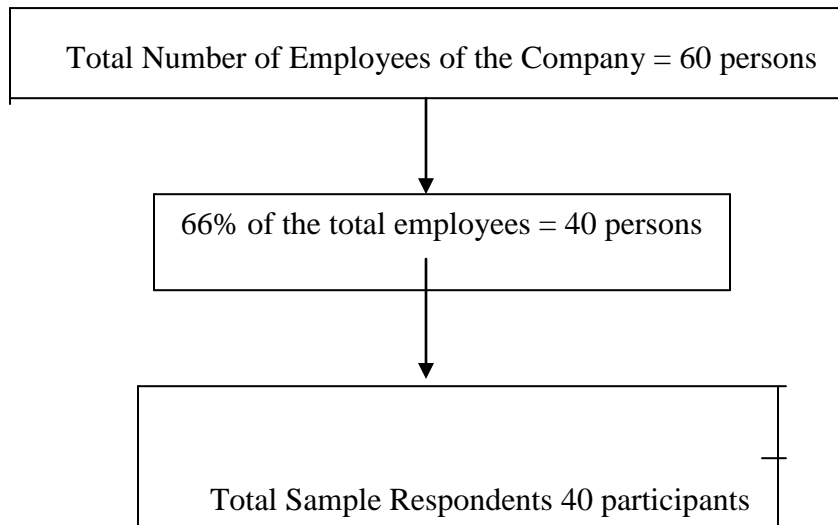 Total Number of Employees of the Company = 60 persons
66% of the total employees = 40 persons
Total Sample Respondents 40 participants